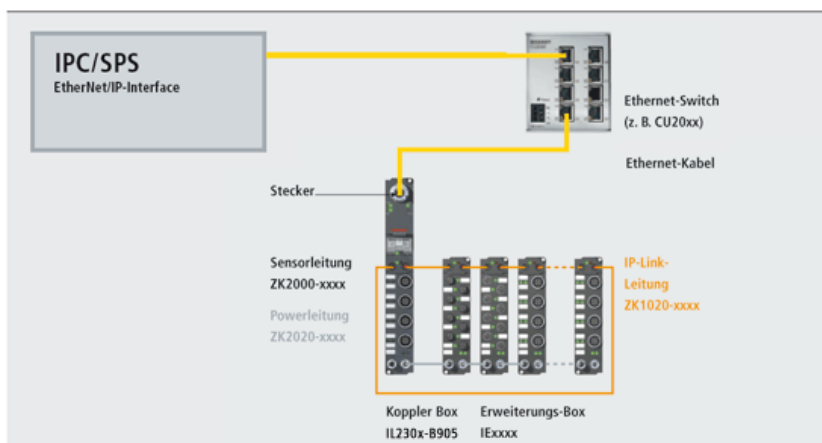 IPC/SPS
EtherNet/IP-Interface
Ethernet-Switch
(z. B. CU20xx)
Ethernet-Kabel
Stecker
Sensorleitung
ZK2000-xxxx
Powerleitung
ZK2020-xxxx
IP-Link-
Leitung
ZK1020-xxxx
Koppler Box
IL230x-B905
Erweiterungs-Box
IExxxx